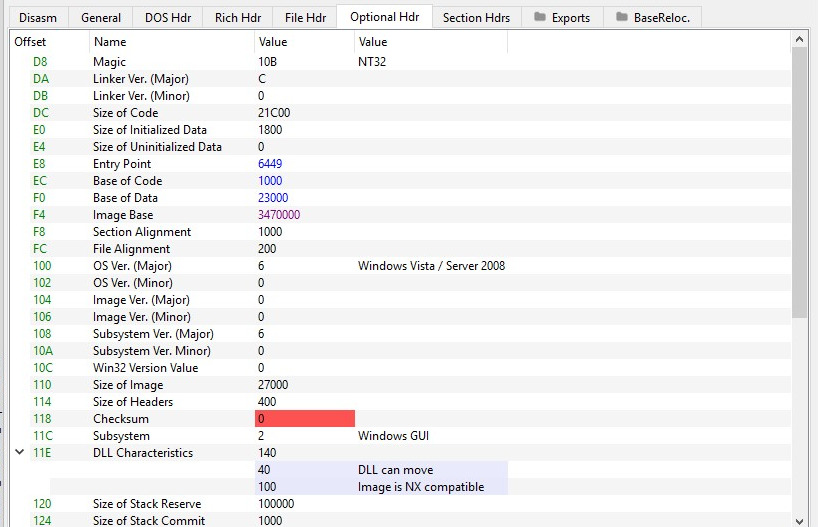 Disasm General DOS Hdr Rich Hdr File Hdr Optional Hdr Section Hdrs Exports BaseReloc.
Offset Name Value Value
D8 Magic 10B NT32
DA Linker Ver. (Major) C
DB Linker Ver. (Minor) 0
DC Size of Code 21C00
E0 Size of Initialized Data 1800
E4 Size of Uninitialized Data 0
E8 Entry Point 6449
EC Base of Code 1000
F0 Base of Data 23000
F4 Image Base 3470000
F8 Section Alignment 1000
FC File Alignment 200
100 OS Ver. (Major) 6 Windows Vista / Server 2008
102 OS Ver. (Minor) 0
104 Image Ver. (Major) 0
106 Image Ver. (Minor) 0
108 Subsystem Ver. (Major) 6
10A Subsystem Ver. Minor) 0
10C Win32 Version Value 0
110 Size of Image 27000
114 Size of Headers 400
118 Checksum 0
11C Subsystem 2 Windows GUI
11E DLL Characteristics 140
40 DLL can move
100 Image is NX compatible
120 Size of Stack Reserve 100000
124 Size of Stack Commit 1000